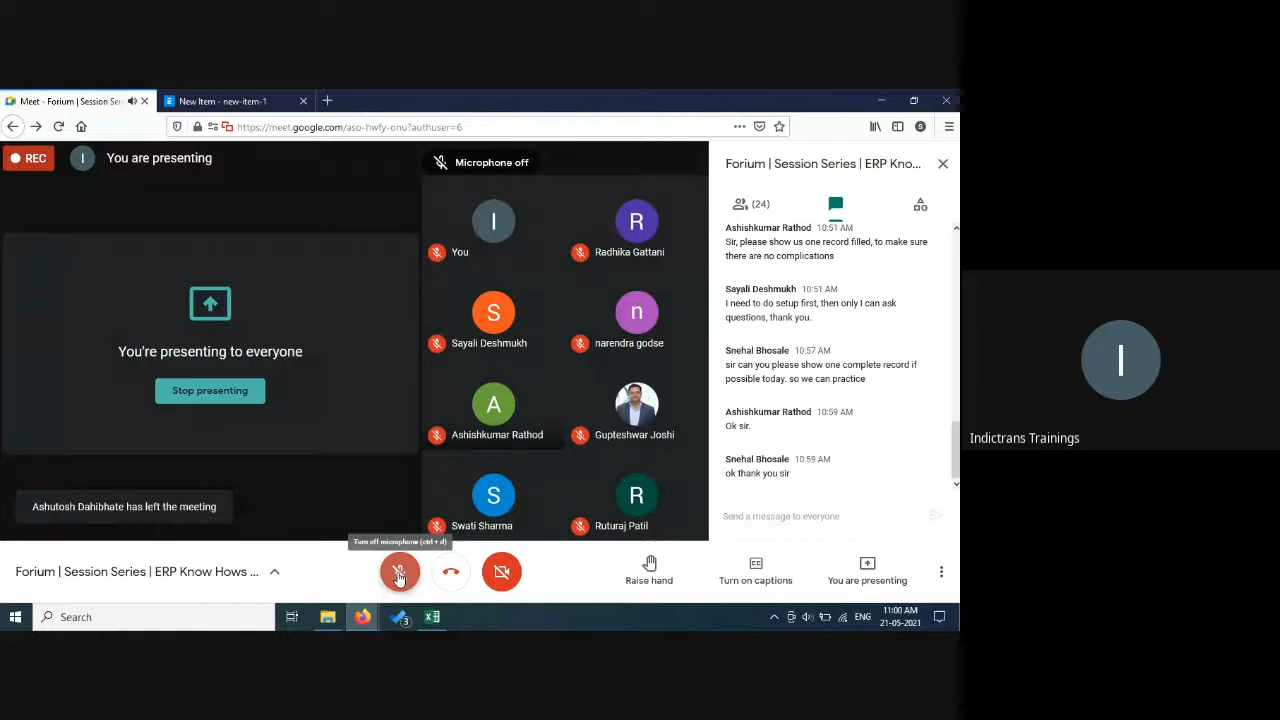 Meet - Forium | Session Ser
New Item - new-item-1
https://meet.google.com/aso-hwfy-onu?authuser=6
REC
I
You are presenting
Microphone off
I
You
R
Radhika Gattani
S
Sayali Deshmukh
n
narendra godse
A
Ashishkumar Rathod
Gupteshwar Joshi
S
Swati Sharma
R
Ruturaj Patil
You're presenting to everyone
Stop presenting
Ashutosh Dahibhate has left the meeting
Forium | Session Series | ERP Kno...
(24)
Ashishkumar Rathod 10:51 AM
Sir, please show us one record filled, to make sure
there are no complications
Sayali Deshmukh 10:51 AM
I need to do setup first, then only I can ask
questions, thank you.
Snehal Bhosale 10:57 AM
sir can you please show one complete record if
possible today. so we can practice
Ashishkumar Rathod 10:59 AM
Ok sir.
Snehal Bhosale 10:59 AM
ok thank you sir
Send a message to everyone
Turn off microphone (ctrl + d)
Forium | Session Series | ERP Know Hows ...
Raise hand
Turn on captions
You are presenting
Search
3
ENG
11:00 AM
21-05-2021
I
Indictrans Trainings